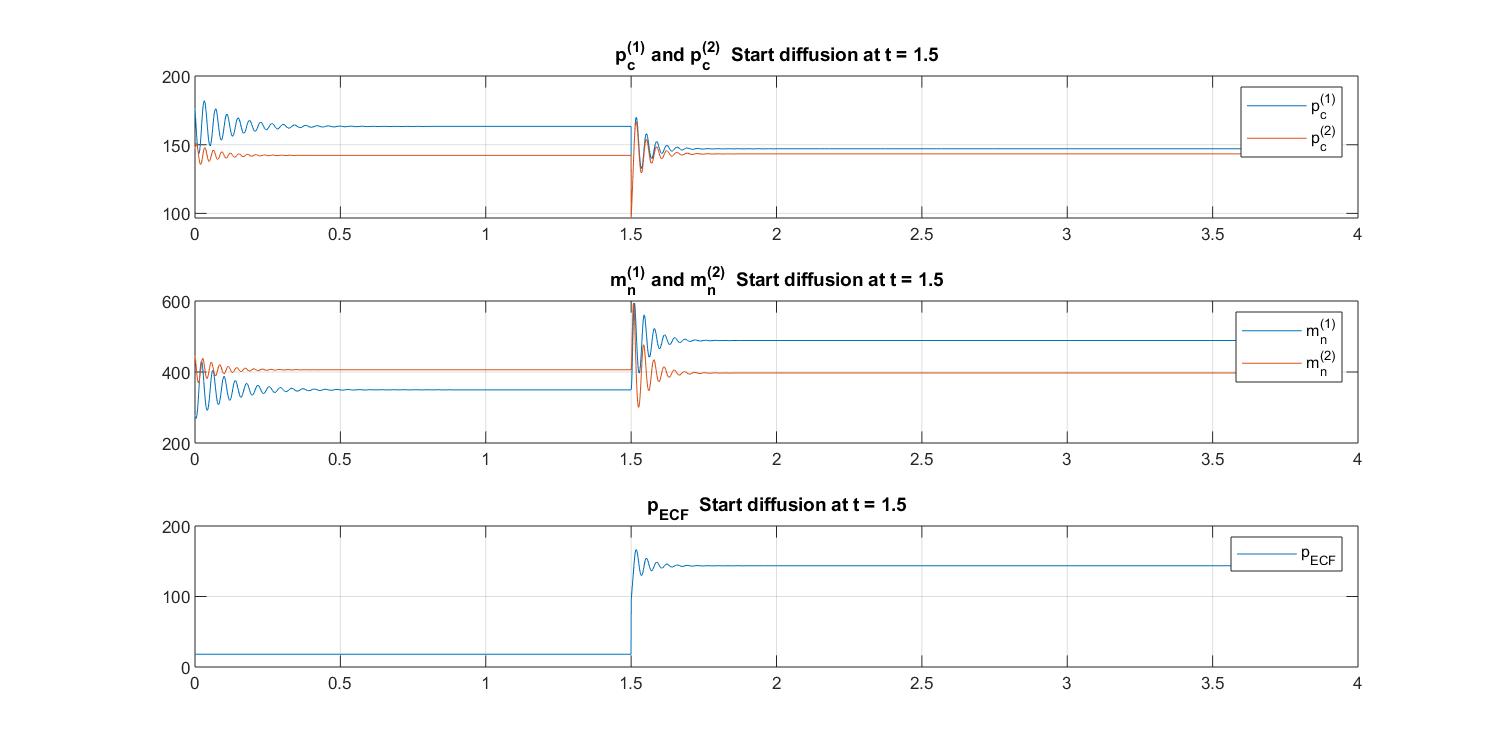 p_c^(1) and p_c^(2) Start diffusion at t = 1.5
200
150
100
0 0.5 1 1.5 2 2.5 3 3.5 4
p_c^(1)
p_c^(2)
m_n^(1) and m_n^(2) Start diffusion at t = 1.5
600
400
200
0 0.5 1 1.5 2 2.5 3 3.5 4
m_n^(1)
m_n^(2)
p_ECF Start diffusion at t = 1.5
200
100
0
0 0.5 1 1.5 2 2.5 3 3.5 4
p_ECF